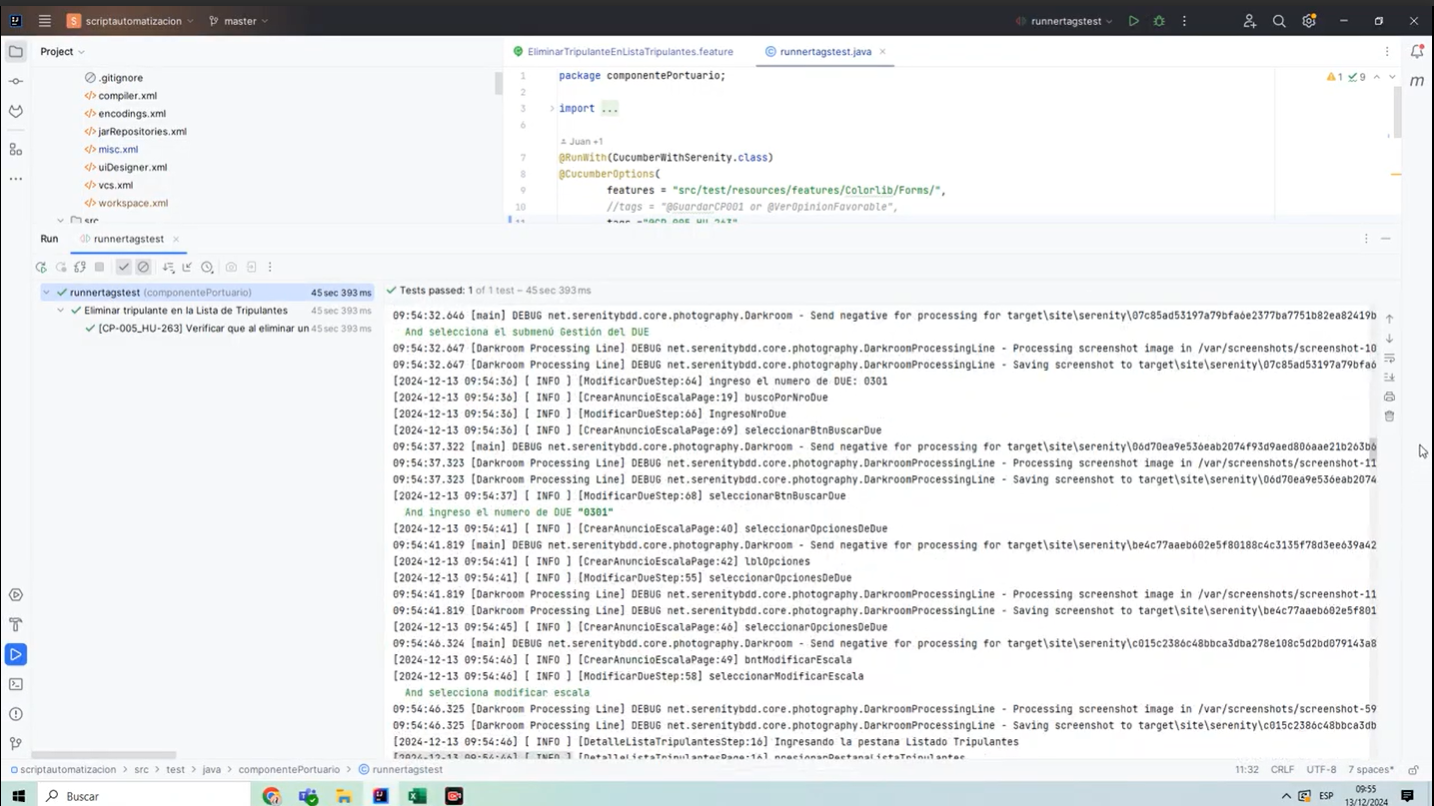 S scriptautomatizacion master runnertagstest
Project
EliminarTripulanteEnListaTripulantes.feature
runnertagstest.java
.gitignore
compiler.xml
encodings.xml
jarRepositories.xml
misc.xml
uiDesigner.xml
vcs.xml
workspace.xml
src
1 package componentePortuario;
2
3 import ...
6
Juan +1
7 @RunWith(CucumberWithSerenity.class)
8 @CucumberOptions(
9 features = "src/test/resources/features/Colorlib/Forms/",
10 //tags = "@GuardarCP001 or @VerOpinionFavorable",
11 tags ="@CP-005_HU-263"
1 9
m
Run runnertagstest
runnertagstest (componentePortuario) 45 sec 393 ms
Eliminar tripulante en la Lista de Tripulantes 45 sec 393 ms
[CP-005_HU-263] Verificar que al eliminar un 45 sec 393 ms
Tests passed: 1 of 1 test – 45 sec 393 ms
09:54:32.646 [main] DEBUG net.serenitybdd.core.photography.Darkroom - Send negative for processing for target\site\serenity\07c85ad53197a79bfa6e2377ba7751b82ea82419b
And selecciona el submenú Gestión del DUE
09:54:32.647 [Darkroom Processing Line] DEBUG net.serenitybdd.core.photography.DarkroomProcessingLine - Processing screenshot image in /var/screenshots/screenshot-10
09:54:32.647 [Darkroom Processing Line] DEBUG net.serenitybdd.core.photography.DarkroomProcessingLine - Saving screenshot to target\site\serenity\07c85ad53197a79bfa6
[2024-12-13 09:54:36] [ INFO ] [ModificarDueStep:64] ingreso el numero de DUE: 0301
[2024-12-13 09:54:36] [ INFO ] [CrearAnuncioEscalaPage:19] buscoPorNroDue
[2024-12-13 09:54:36] [ INFO ] [ModificarDueStep:66] IngresoNroDue
[2024-12-13 09:54:36] [ INFO ] [CrearAnuncioEscalaPage:69] seleccionarBtnBuscarDue
09:54:37.322 [main] DEBUG net.serenitybdd.core.photography.Darkroom - Send negative for processing for target\site\serenity\06d70ea9e536eab2074f93d9aed806aae21b263b6
09:54:37.323 [Darkroom Processing Line] DEBUG net.serenitybdd.core.photography.DarkroomProcessingLine - Processing screenshot image in /var/screenshots/screenshot-11
09:54:37.323 [Darkroom Processing Line] DEBUG net.serenitybdd.core.photography.DarkroomProcessingLine - Saving screenshot to target\site\serenity\06d70ea9e536eab2074
[2024-12-13 09:54:37] [ INFO ] [ModificarDueStep:68] seleccionarBtnBuscarDue
And ingreso el numero de DUE "0301"
[2024-12-13 09:54:41] [ INFO ] [CrearAnuncioEscalaPage:40] seleccionarOpcionesDeDue
09:54:41.819 [main] DEBUG net.serenitybdd.core.photography.Darkroom - Send negative for processing for target\site\serenity\be4c77aaeb602e5f80188c4c3135f78d3ee639a42
[2024-12-13 09:54:41] [ INFO ] [CrearAnuncioEscalaPage:42] lblOpciones
[2024-12-13 09:54:41] [ INFO ] [ModificarDueStep:55] seleccionarOpcionesDeDue
09:54:41.819 [Darkroom Processing Line] DEBUG net.serenitybdd.core.photography.DarkroomProcessingLine - Processing screenshot image in /var/screenshots/screenshot-11
09:54:41.819 [Darkroom Processing Line] DEBUG net.serenitybdd.core.photography.DarkroomProcessingLine - Saving screenshot to target\site\serenity\be4c77aaeb602e5f801
[2024-12-13 09:54:45] [ INFO ] [CrearAnuncioEscalaPage:46] seleccionarOpcionesDeDue
09:54:46.324 [main] DEBUG net.serenitybdd.core.photography.Darkroom - Send negative for processing for target\site\serenity\c015c2386c48bbca3dba278e108c5d2bd079143a8
[2024-12-13 09:54:46] [ INFO ] [CrearAnuncioEscalaPage:49] bntModificarEscala
[2024-12-13 09:54:46] [ INFO ] [ModificarDueStep:58] seleccionarModificarEscala
And selecciona modificar escala
09:54:46.325 [Darkroom Processing Line] DEBUG net.serenitybdd.core.photography.DarkroomProcessingLine - Processing screenshot image in /var/screenshots/screenshot-59
09:54:46.325 [Darkroom Processing Line] DEBUG net.serenitybdd.core.photography.DarkroomProcessingLine - Saving screenshot to target\site\serenity\c015c2386c48bbca3db
[2024-12-13 09:54:46] [ INFO ] [DetalleListaTripulantesStep:16] Ingresando la pestana Listado Tripulantes
[2024-12-13 09:54:46] [ INFO ] [DetalleListaTripulantesPage:16] presionarPestanaListaTripulantes
scriptautomatizacion > src > test > java > componentePortuario > runnertagstest
11:32 CRLF UTF-8 7 spaces*
Buscar
ESP
09:55
13/12/2024